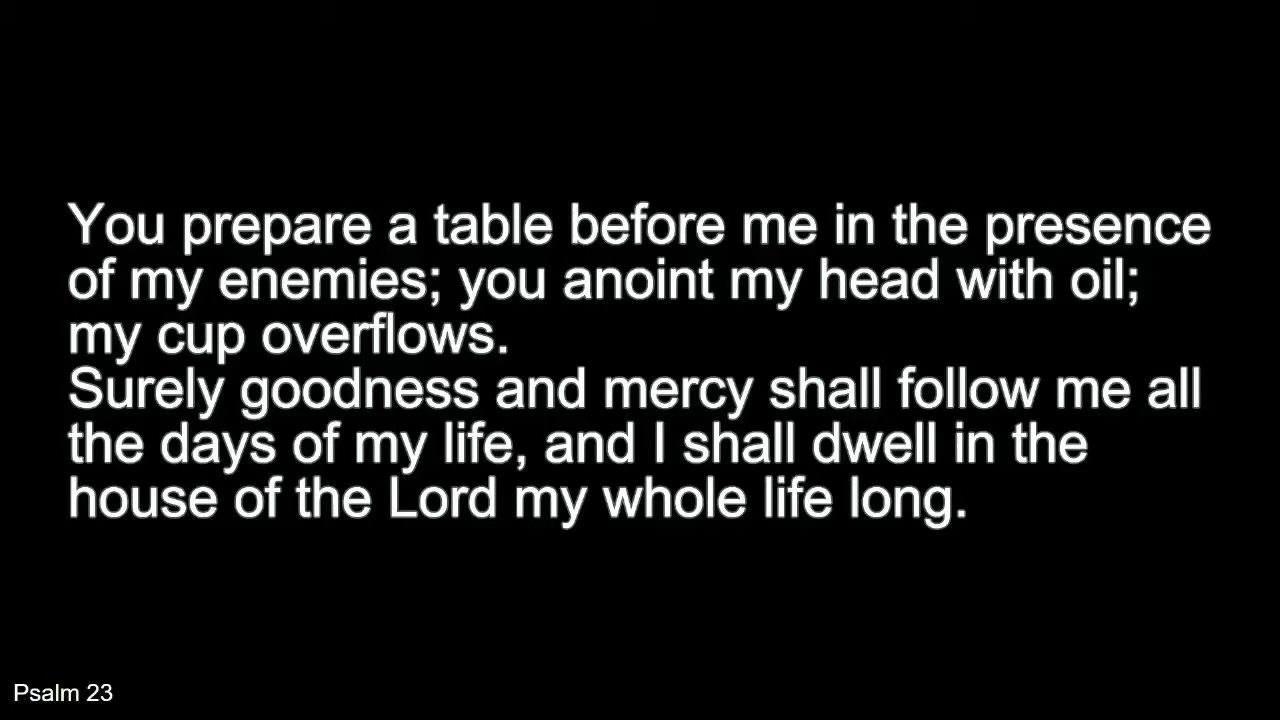 You prepare a table before me in the presence
of my enemies; you anoint my head with oil;
my cup overflows.
Surely goodness and mercy shall follow me all
the days of my life, and I shall dwell in the
house of the Lord my whole life long.
Psalm 23